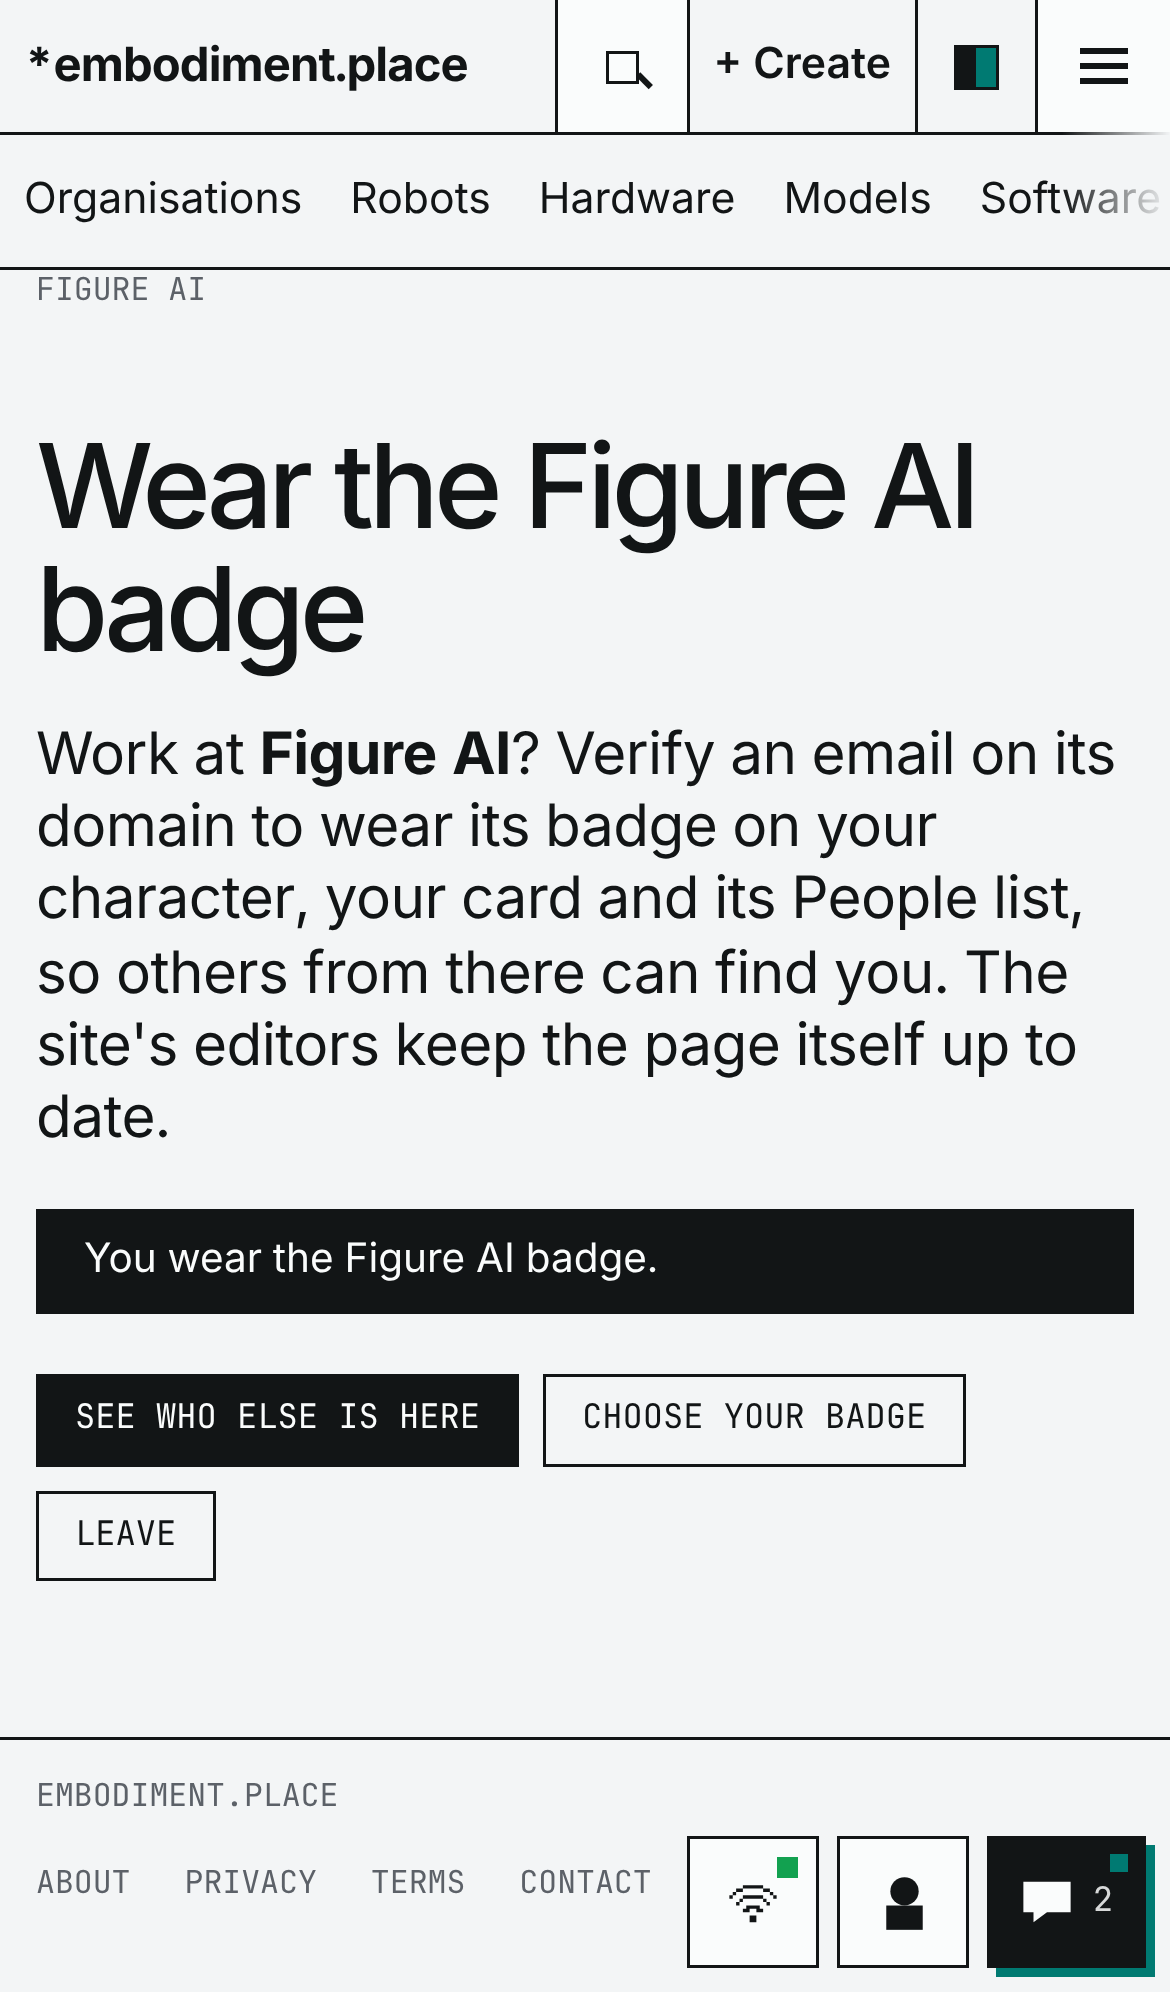 *embodiment.place
+ Create
Organisations Robots Hardware Models Software
FIGURE AI
Wear the Figure AI
badge
Work at Figure AI? Verify an email on its
domain to wear its badge on your
character, your card and its People list,
so others from there can find you. The
site's editors keep the page itself up to
date.
You wear the Figure AI badge.
SEE WHO ELSE IS HERE
CHOOSE YOUR BADGE
LEAVE
EMBODIMENT.PLACE
ABOUT PRIVACY TERMS CONTACT
2